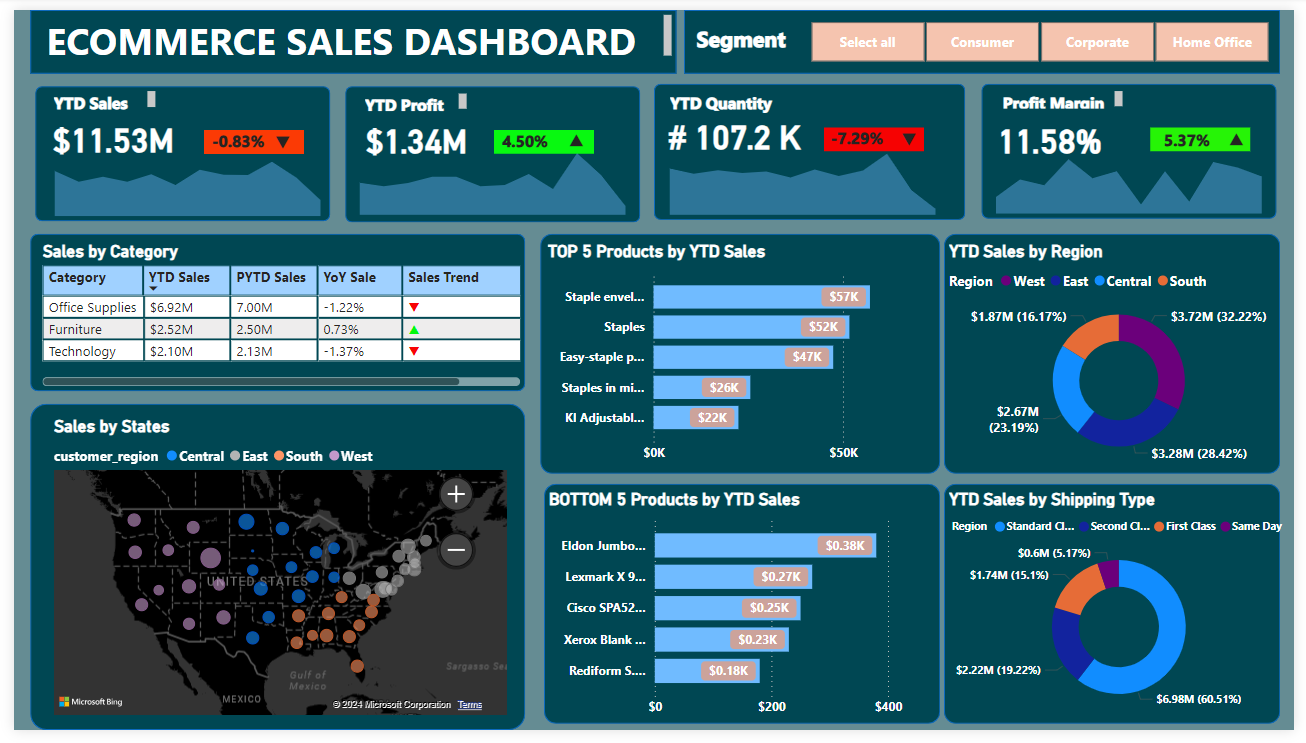 ECOMMERCE SALES DASHBOARD
Segment
Select all
Consumer
Corporate
Home Office
YTD Sales
$11.53M
-0.83% ▼
YTD Profit
$1.34M
4.50% ▲
YTD Quantity
# 107.2 K
-7.29% ▼
Profit Margin
11.58%
5.37% ▲
Sales by Category
Category YTD Sales PYTD Sales YoY Sale Sales Trend
Office Supplies $6.92M 7.00M -1.22% ▼
Furniture $2.52M 2.50M 0.73% ▲
Technology $2.10M 2.13M -1.37% ▼
TOP 5 Products by YTD Sales
Staple envel... $57K
Staples $52K
Easy-staple p... $47K
Staples in mi... $26K
KI Adjustabl... $22K
$0K $50K
YTD Sales by Region
Region West East Central South
$1.87M (16.17%)
$3.72M (32.22%)
$2.67M
(23.19%)
$3.28M (28.42%)
Sales by States
customer_region Central East South West
UNITED STATES
Gulf of
Mexico
Sargasso Se
MEXICO
Microsoft Bing
© 2024 Microsoft Corporation Terms
BOTTOM 5 Products by YTD Sales
Eldon Jumbo... $0.38K
Lexmark X 9... $0.27K
Cisco SPA52... $0.25K
Xerox Blank ... $0.23K
Rediform S.... $0.18K
$0 $200 $400
YTD Sales by Shipping Type
Region Standard Cl... Second Cl... First Class Same Day
$0.6M (5.17%)
$1.74M (15.1%)
$2.22M (19.22%)
$6.98M (60.51%)